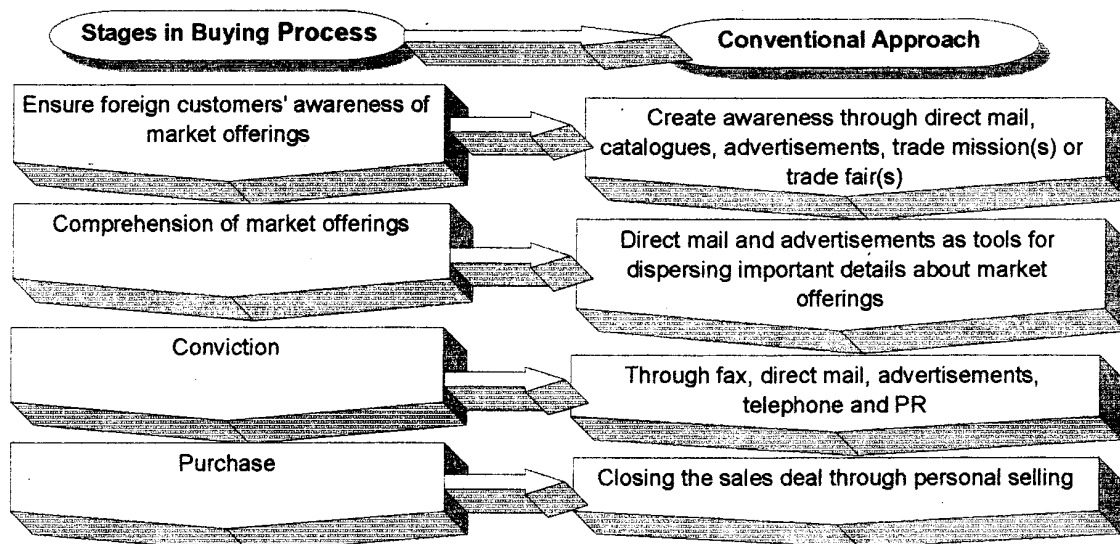 Stages in Buying Process
Conventional Approach
Ensure foreign customers' awareness of
market offerings
Create awareness through direct mail,
catalogues, advertisements, trade mission(s) or
trade fair(s)
Comprehension of market offerings
Direct mail and advertisements as tools for
dispersing important details about market
offerings
Conviction
Through fax, direct mail, advertisements,
telephone and PR
Purchase
Closing the sales deal through personal selling